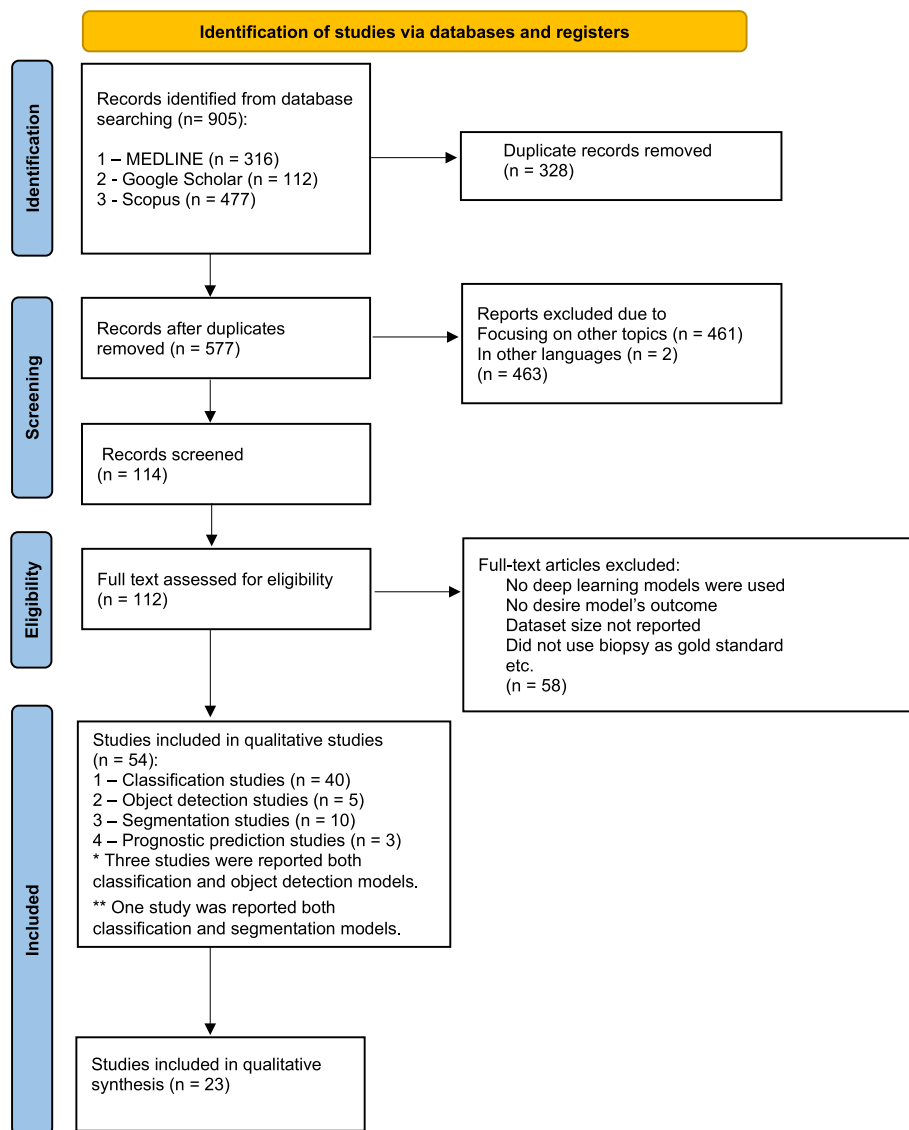 Identification of studies via databases and registers
Identification
Records identified from database
searching (n= 905):
1 – MEDLINE (n = 316)
2 - Google Scholar (n = 112)
3 - Scopus (n = 477)
Duplicate records removed
(n = 328)
Screening
Records after duplicates
removed (n = 577)
Reports excluded due to
Focusing on other topics (n = 461)
In other languages (n = 2)
(n = 463)
Records screened
(n = 114)
Eligibility
Full text assessed for eligibility
(n = 112)
Full-text articles excluded:
No deep learning models were used
No desire model’s outcome
Dataset size not reported
Did not use biopsy as gold standard
etc.
(n = 58)
Included
Studies included in qualitative studies
(n = 54):
1 – Classification studies (n = 40)
2 – Object detection studies (n = 5)
3 – Segmentation studies (n = 10)
4 – Prognostic prediction studies (n = 3)
* Three studies were reported both
classification and object detection models.
** One study was reported both
classification and segmentation models.
Studies included in qualitative
synthesis (n = 23)